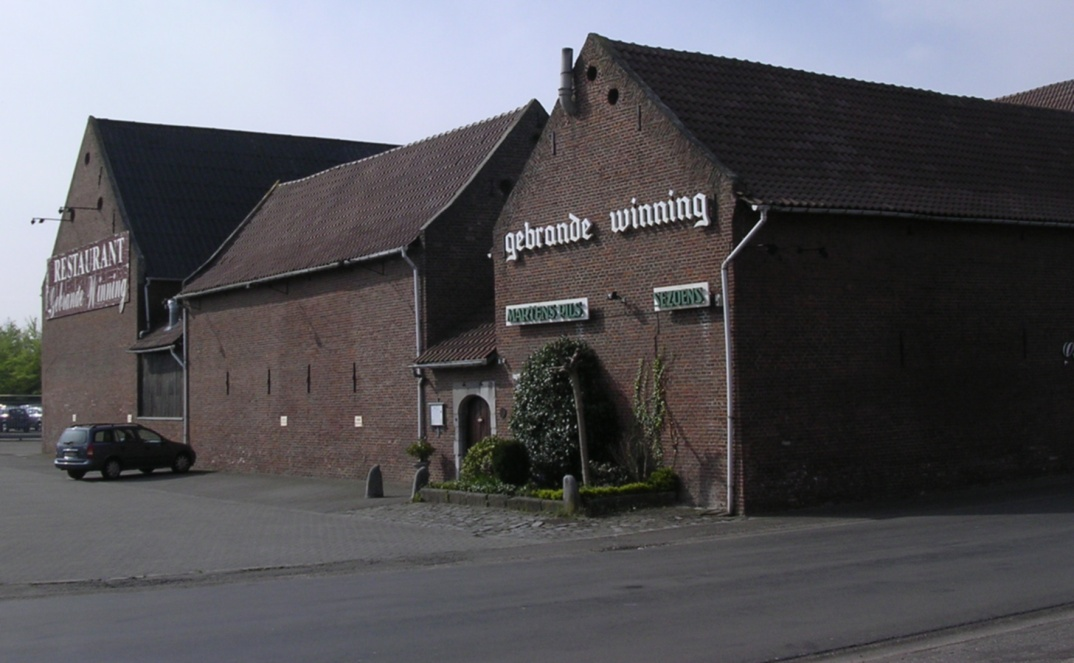 RESTAURANT
Gebrande Winning
gebrande winning
MARTENS PILS
SEZOENS